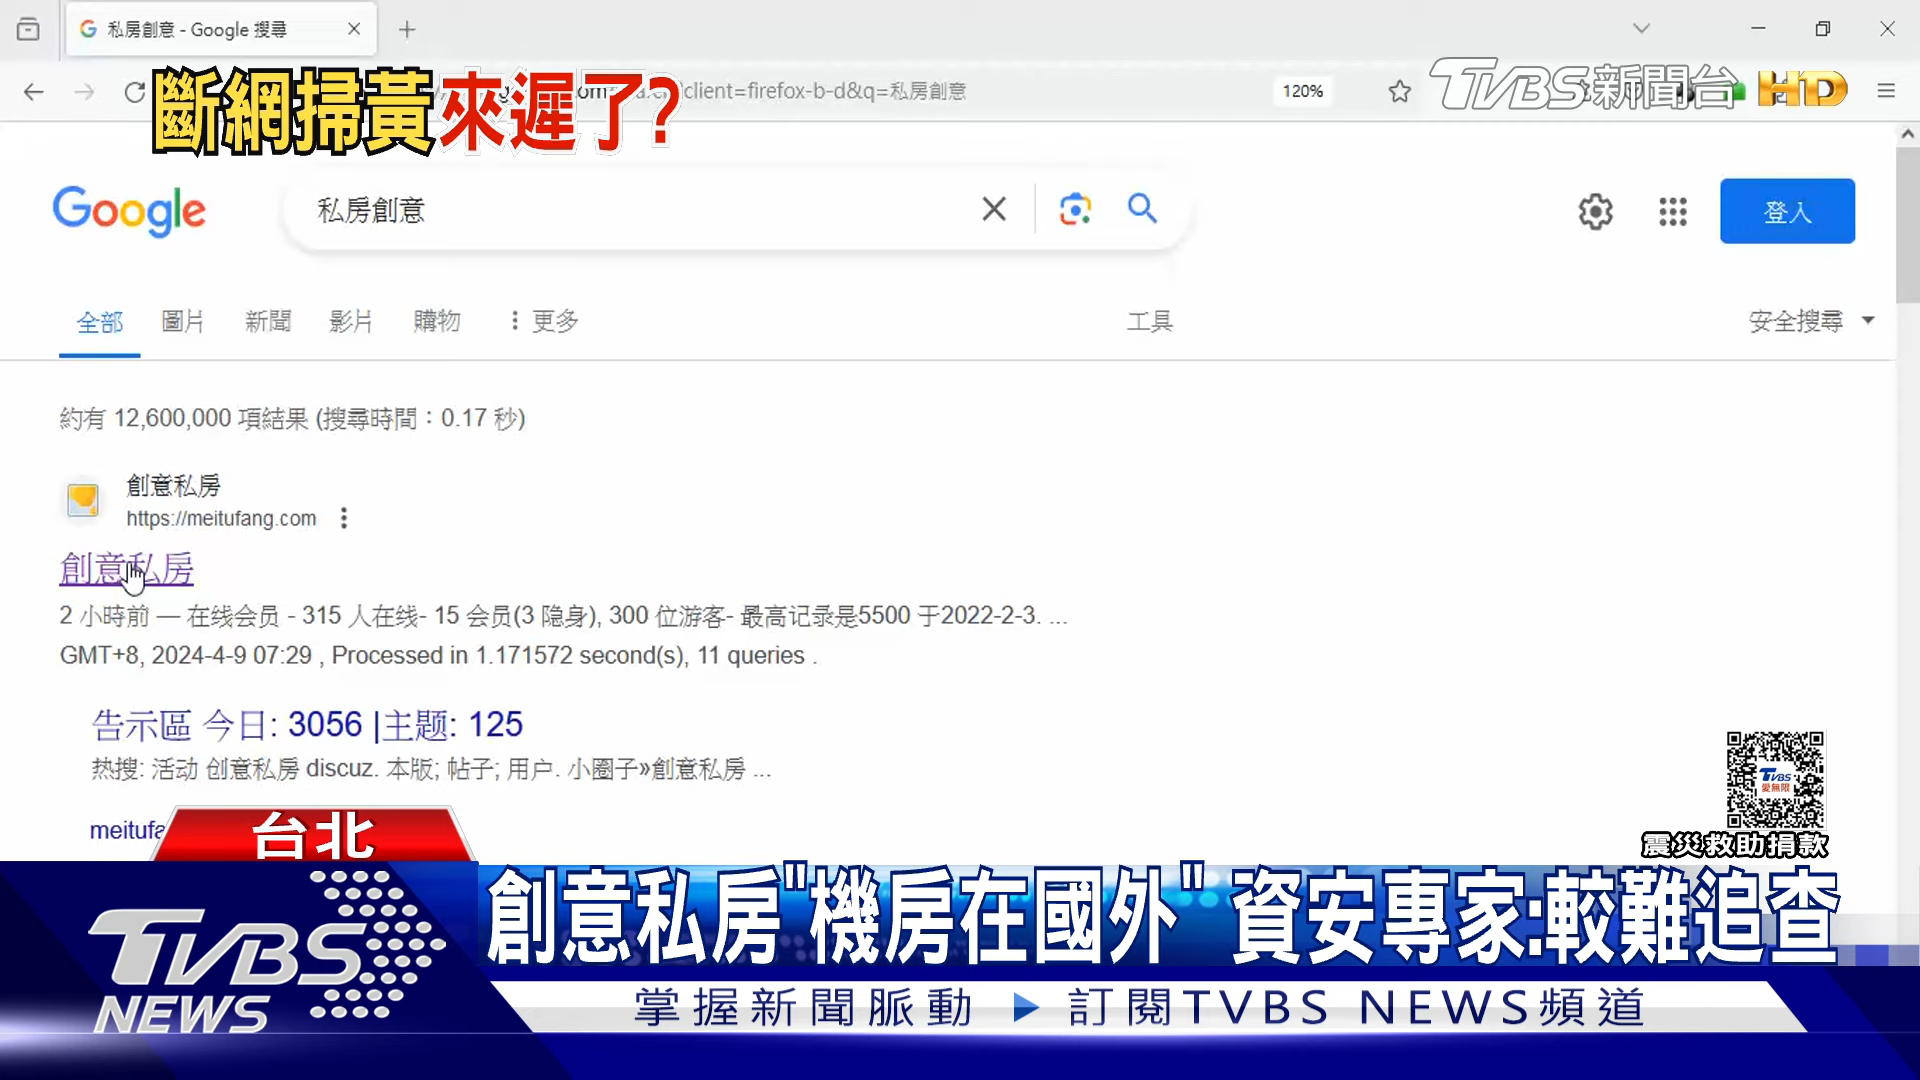 私房創意 - Google 搜尋
斷網掃黃來遲了?
client=firefox-b-d&q=私房創意
120%
TVBS新聞台 HD
Google
私房創意
登入
全部 圖片 新聞 影片 購物 更多 工具 安全搜尋
約有 12,600,000 項結果 (搜尋時間：0.17 秒)
創意私房
https://meitufang.com
創意私房
2 小時前 — 在线会员 - 315 人在线- 15 会员(3 隐身), 300 位游客- 最高记录是5500 于2022-2-3. ...
GMT+8, 2024-4-9 07:29 , Processed in 1.171572 second(s), 11 queries .
告示區 今日: 3056 |主题: 125
热搜: 活动 创意私房 discuz. 本版; 帖子; 用户. 小圈子»創意私房 ...
TVBS
愛無限
震災救助捐款
meitufa
台北
創意私房"機房在國外" 資安專家:較難追查
TVBS
NEWS
掌握新聞脈動 ▶ 訂閱TVBS NEWS頻道